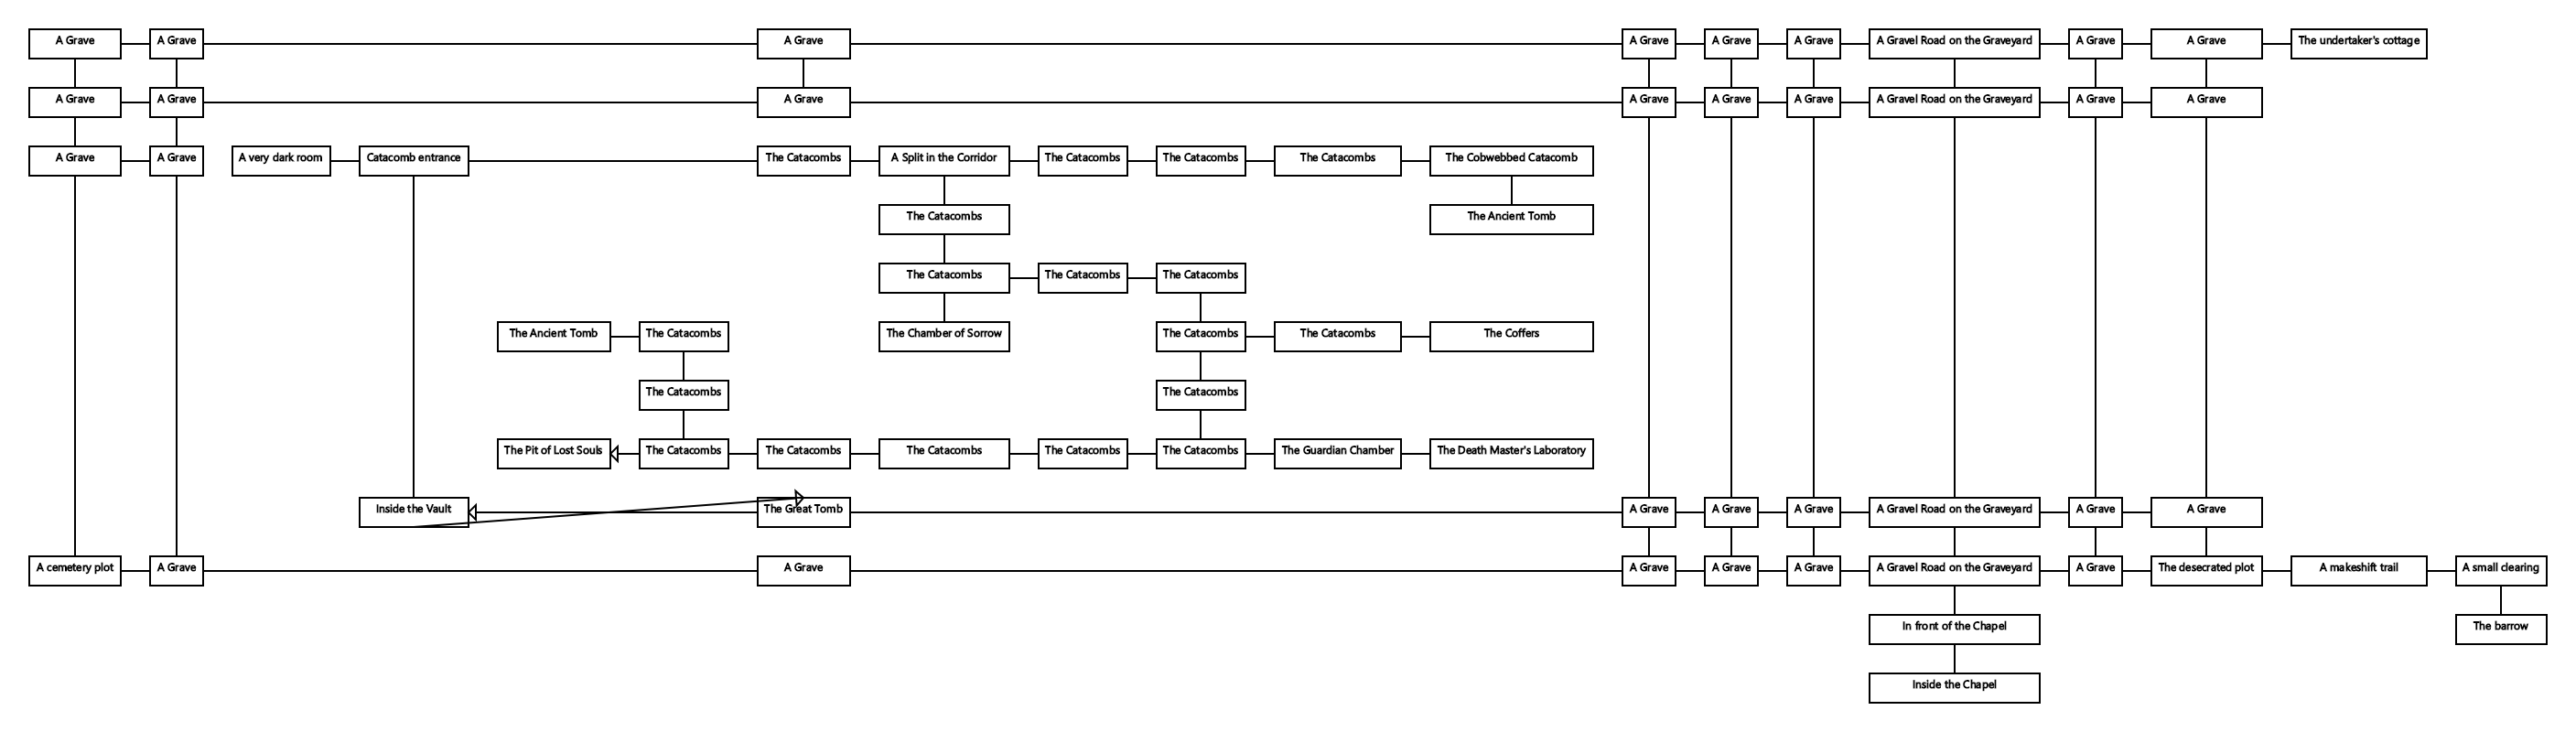 A Grave
A Grave
A Grave
A Grave
A Grave
A Grave
A Gravel Road on the Graveyard
A Grave
A Grave
The undertaker's cottage
A Grave
A Grave
A Grave
A Grave
A Grave
A Grave
A Gravel Road on the Graveyard
A Grave
A Grave
A Grave
A Grave
A very dark room
Catacomb entrance
The Catacombs
A Split in the Corridor
The Catacombs
The Catacombs
The Catacombs
The Cobwebbed Catacomb
The Catacombs
The Ancient Tomb
The Catacombs
The Catacombs
The Catacombs
The Ancient Tomb
The Catacombs
The Chamber of Sorrow
The Catacombs
The Catacombs
The Coffers
The Catacombs
The Catacombs
The Pit of Lost Souls
The Catacombs
The Catacombs
The Catacombs
The Catacombs
The Catacombs
The Guardian Chamber
The Death Master's Laboratory
Inside the Vault
The Great Tomb
A Grave
A Grave
A Grave
A Gravel Road on the Graveyard
A Grave
A Grave
A cemetery plot
A Grave
A Grave
A Grave
A Grave
A Grave
A Gravel Road on the Graveyard
A Grave
The desecrated plot
A makeshift trail
A small clearing
In front of the Chapel
The barrow
Inside the Chapel